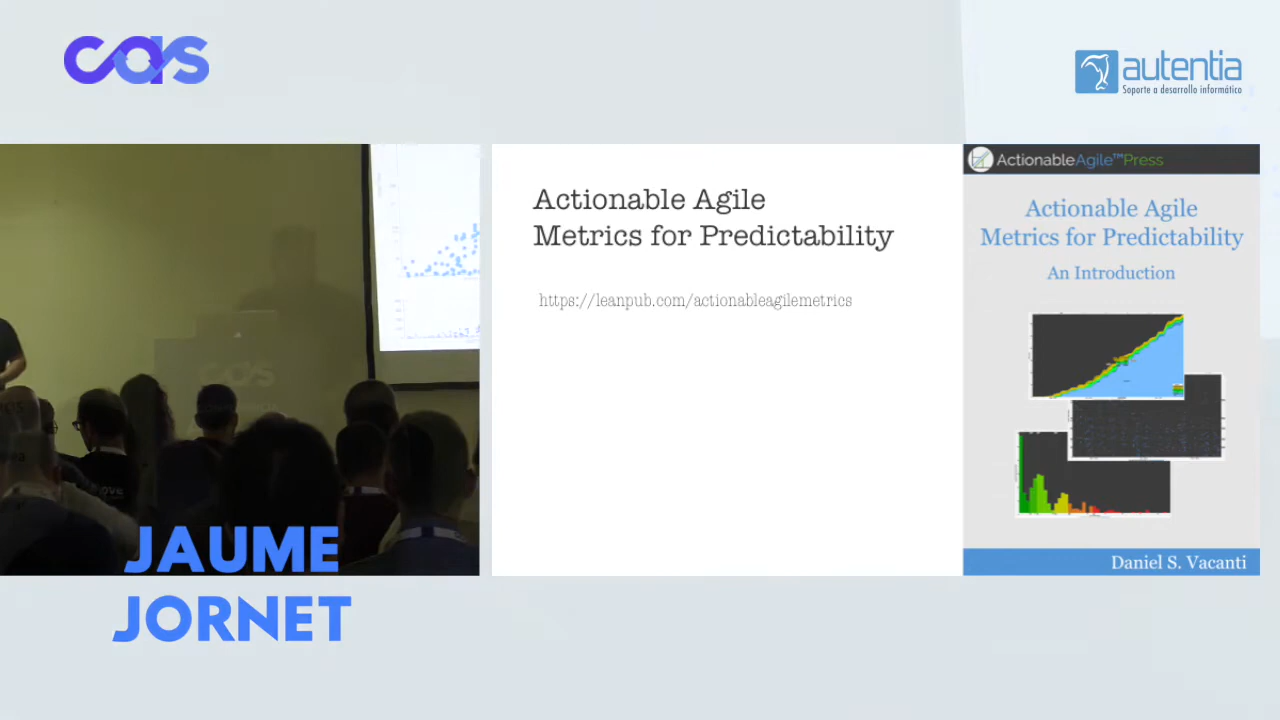 cas
autentia
Soporte a desarrollo informático
Actionable Agile
Metrics for Predictability
https://leanpub.com/actionableagilemetrics
ActionableAgile™Press
Actionable Agile
Metrics for Predictability
An Introduction
Daniel S. Vacanti
cas
JAUME
JORNET